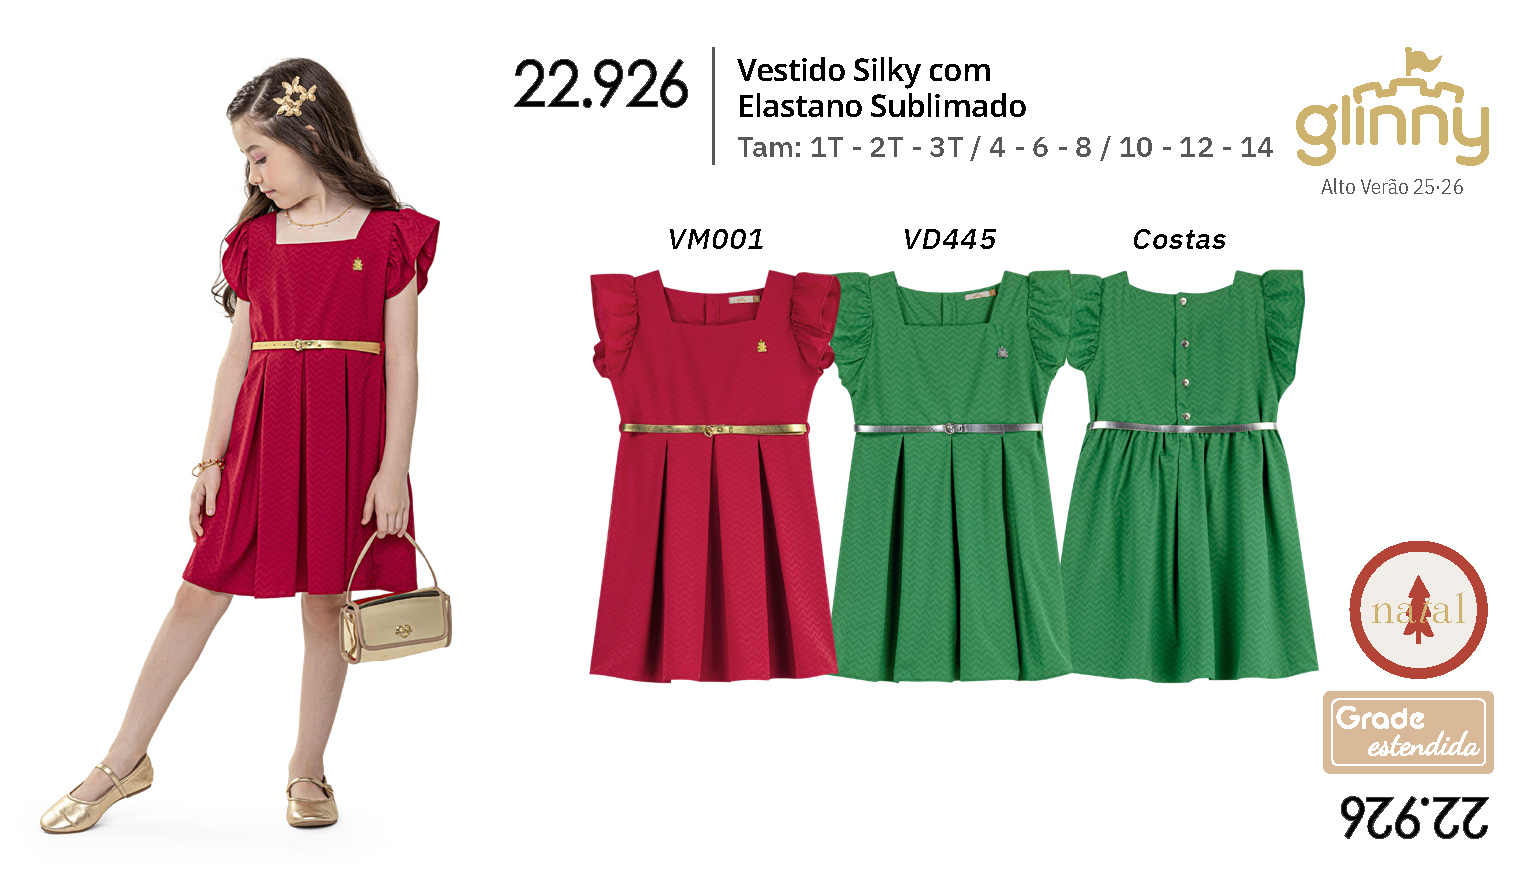 22.926
Vestido Silky com
Elastano Sublimado
Tam: 1T - 2T - 3T / 4 - 6 - 8 / 10 - 12 - 14
glinny
Alto Verão 25·26
VM001
VD445
Costas
natal
Grade
estendida
22.926